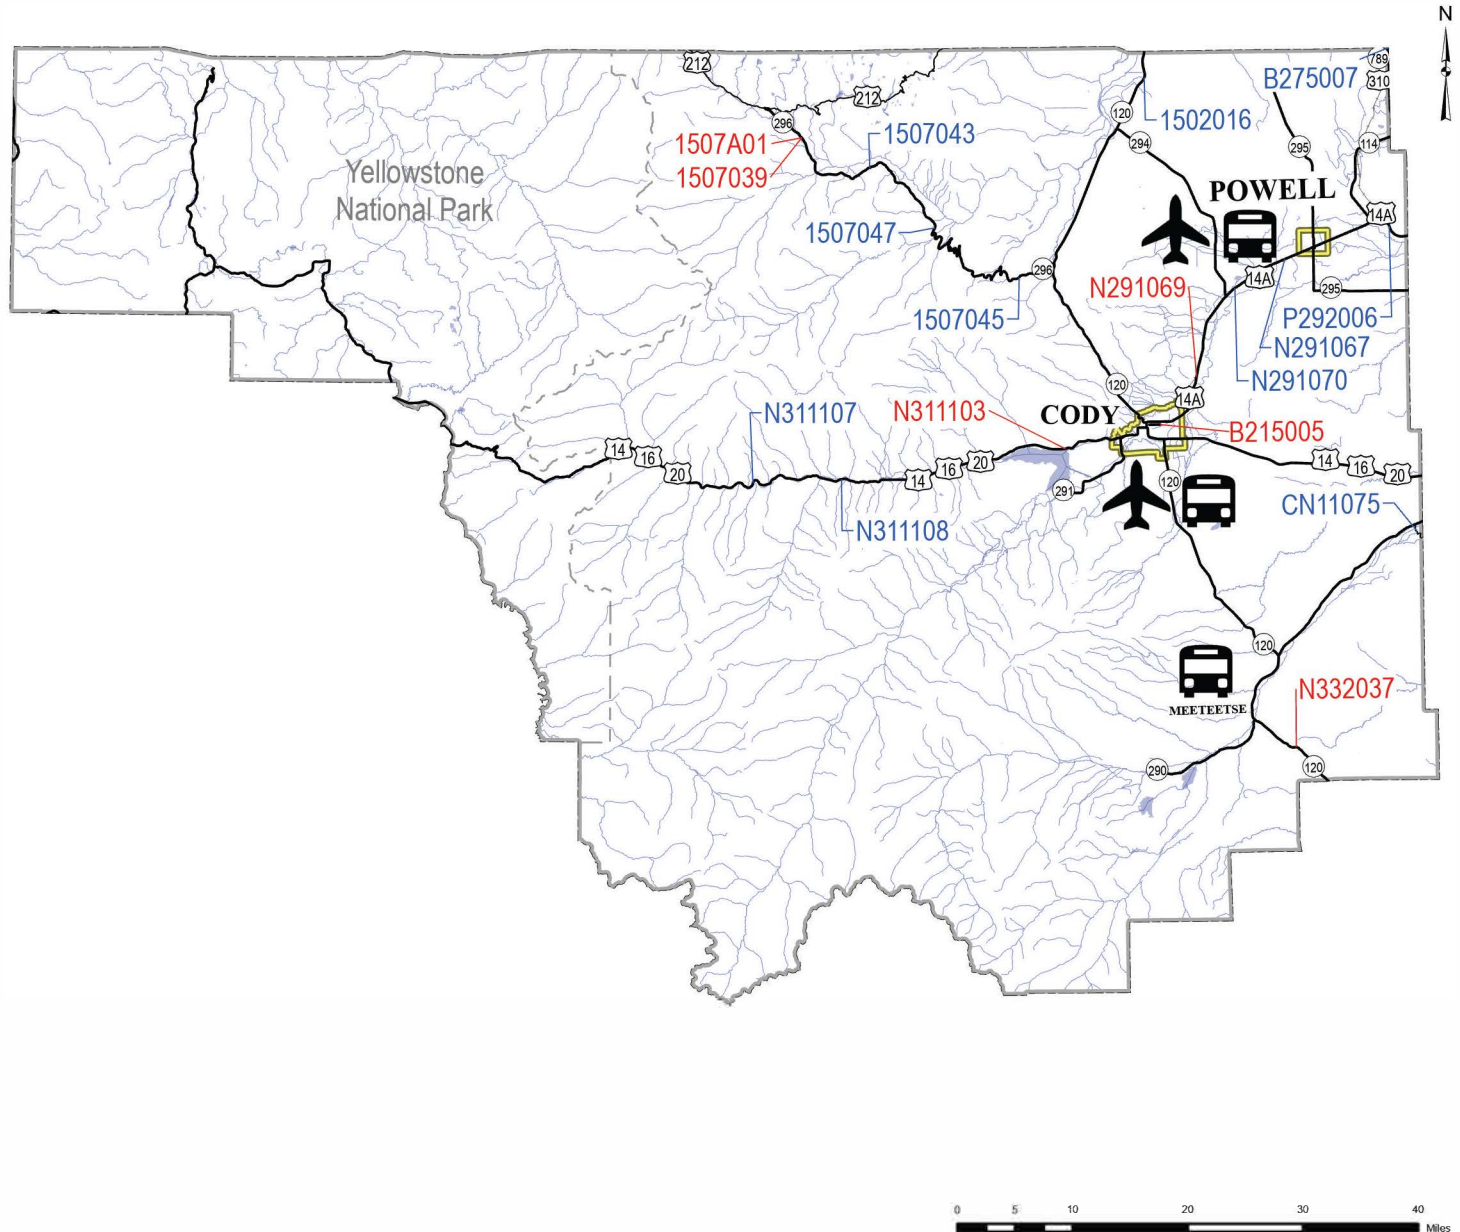 N
212
789
B275007
310
212
120
1502016
296
1507A01
1507043
294
295
114
1507039
Yellowstone
National Park
POWELL
14A
1507047
296
14A
N291069
295
1507045
P292006
N291067
N291070
120
14A
N311107
N311103
CODY
B215005
14
16
20
14
16
20
14
16
20
291
120
CN11075
N311108
120
N332037
MEETEETSE
290
120
0
5
10
20
30
40
Miles